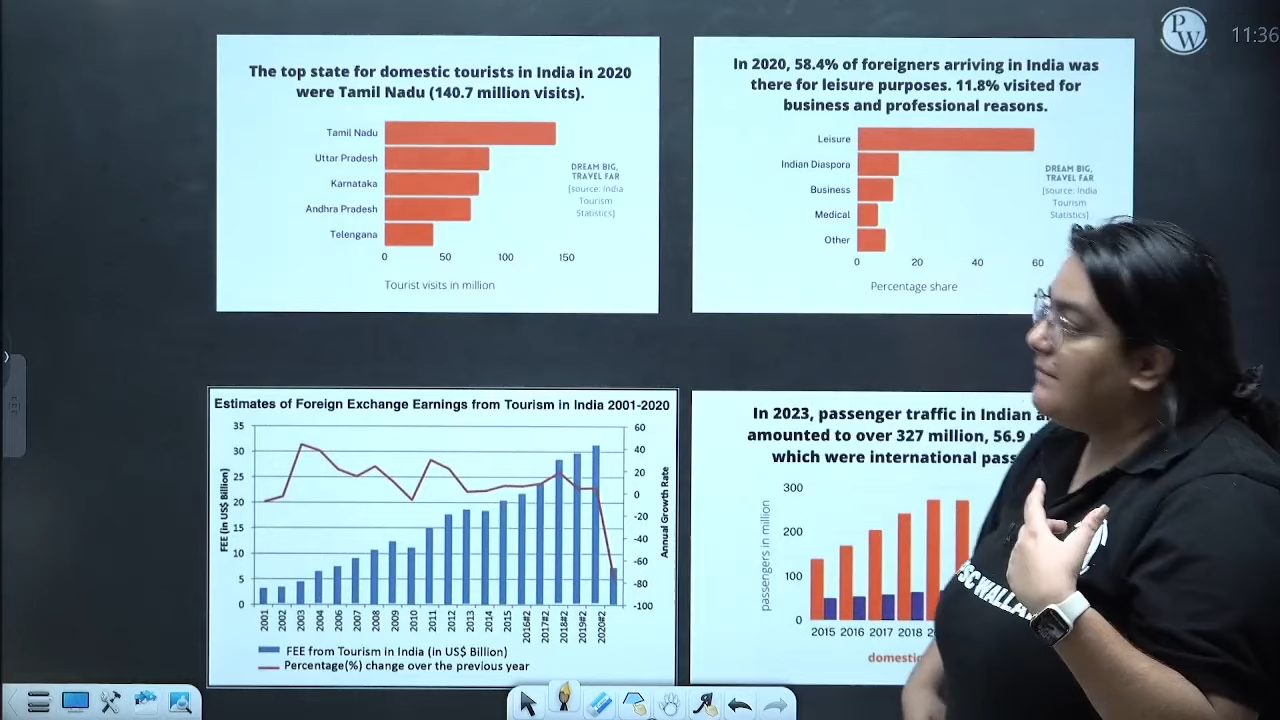 PW
11:36
The top state for domestic tourists in India in 2020
were Tamil Nadu (140.7 million visits).
Tamil Nadu
Uttar Pradesh
Karnataka
Andhra Pradesh
Telengana
0 50 100 150
Tourist visits in million
DREAM BIG,
TRAVEL FAR
[source: India
Tourism
Statistics]
In 2020, 58.4% of foreigners arriving in India was
there for leisure purposes. 11.8% visited for
business and professional reasons.
Leisure
Indian Diaspora
Business
Medical
Other
0 20 40 60
Percentage share
DREAM BIG,
TRAVEL FAR
[source: India
Tourism
Statistics]
Estimates of Foreign Exchange Earnings from Tourism in India 2001-2020
FEE (in US$ Billion)
35
30
25
20
15
10
5
0
60
40
20
0
-20
-40
-60
-80
-100
Annual Growth Rate
2001 2002 2003 2004 2006 2007 2008 2009 2010 2011 2012 2013 2014 2015 2016#2 2017#2 2018#2 2019#2 2020#2
FEE from Tourism in India (in US$ Billion)
Percentage(%) change over the previous year
In 2023, passenger traffic in Indian
amounted to over 327 million, 56.9
which were international
passengers in million
300
200
100
0
2015 2016 2017 2018
domestic